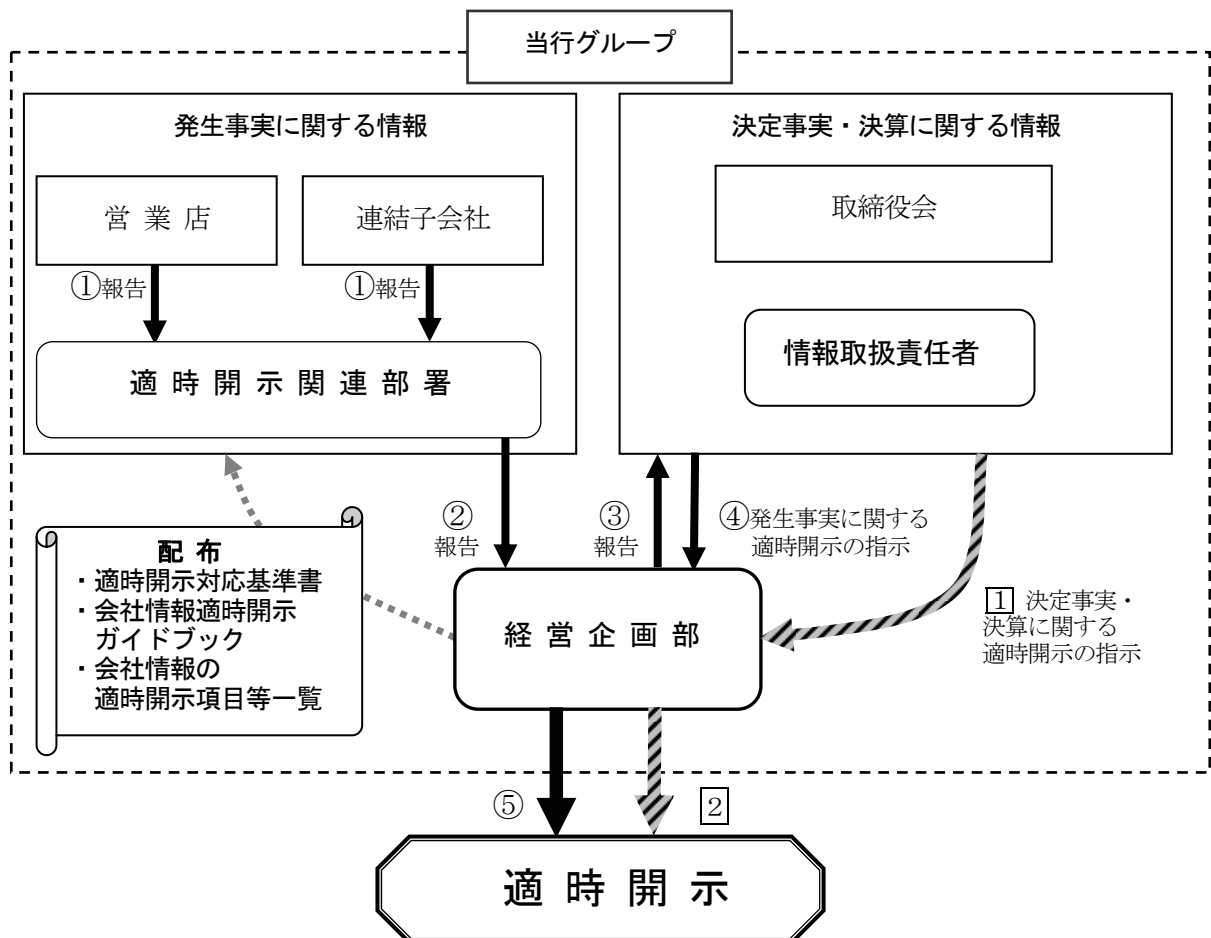 当行グループ
発生事実に関する情報
営 業 店
連結子会社
①報告
①報告
適 時 開 示 関 連 部 署
決定事実・決算に関する情報
取締役会
情報取扱責任者
②
報告
③
報告
④発生事実に関する
適時開示の指示
1 決定事実・
決算に関する
適時開示の指示
配 布
・適時開示対応基準書
・会社情報適時開示
ガイドブック
・会社情報の
適時開示項目等一覧
経 営 企 画 部
⑤
2
適 時 開 示